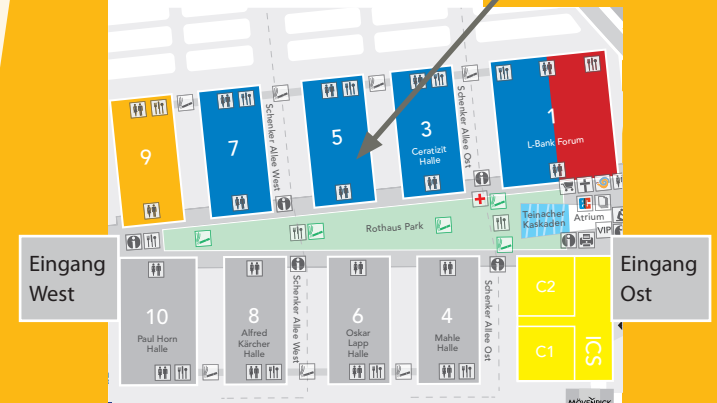 9
7
5
3
Ceratizit
Halle
1
L-Bank Forum
Schenker Allee West
Schenker Allee Ost
Rothaus Park
Teinacher
Kaskaden
Atrium
VIP
Eingang
West
Eingang
Ost
10
Paul Horn
Halle
8
Alfred
Kärcher
Halle
6
Oskar
Lapp
Halle
4
Mahle
Halle
Schenker Allee West
Schenker Allee Ost
C2
C1
ICS
MÖVENPICK